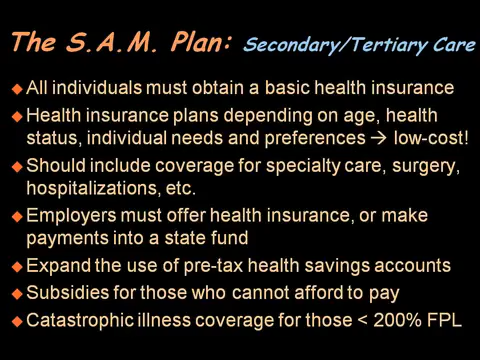 The S.A.M. Plan: Secondary/Tertiary Care
◆ All individuals must obtain a basic health insurance
◆ Health insurance plans depending on age, health
status, individual needs and preferences → low-cost!
◆ Should include coverage for specialty care, surgery,
hospitalizations, etc.
◆ Employers must offer health insurance, or make
payments into a state fund
◆ Expand the use of pre-tax health savings accounts
◆ Subsidies for those who cannot afford to pay
◆ Catastrophic illness coverage for those < 200% FPL